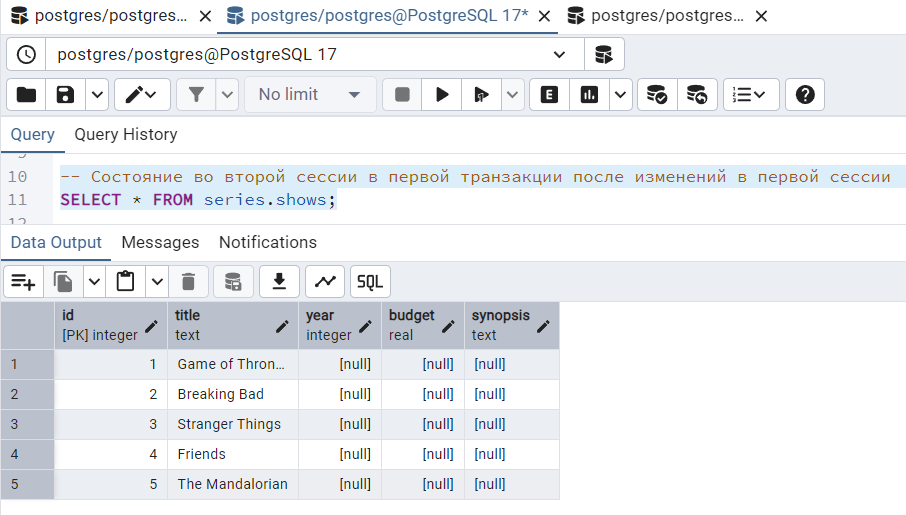 postgres/postgres...
postgres/postgres@PostgreSQL 17*
postgres/postgres...
postgres/postgres@PostgreSQL 17
No limit
E
Query
Query History
10 -- Состояние во второй сессии в первой транзакции после изменений в первой сессии
11 SELECT * FROM series.shows;
12
Data Output
Messages
Notifications
SQL
id title year budget synopsis
[PK] integer text integer real text
1 1 Game of Thron... [null] [null] [null]
2 2 Breaking Bad [null] [null] [null]
3 3 Stranger Things [null] [null] [null]
4 4 Friends [null] [null] [null]
5 5 The Mandalorian [null] [null] [null]